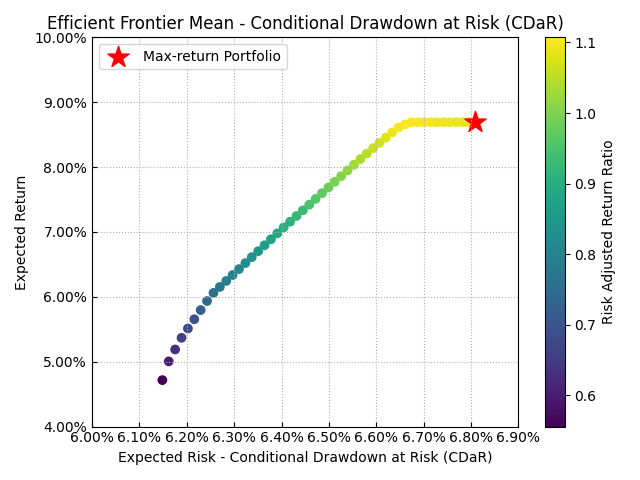 Efficient Frontier Mean - Conditional Drawdown at Risk (CDaR)
Max-return Portfolio
10.00%
9.00%
8.00%
7.00%
6.00%
5.00%
4.00%
Expected Return
6.00% 6.10% 6.20% 6.30% 6.40% 6.50% 6.60% 6.70% 6.80% 6.90%
Expected Risk - Conditional Drawdown at Risk (CDaR)
1.1
1.0
0.9
0.8
0.7
0.6
Risk Adjusted Return Ratio